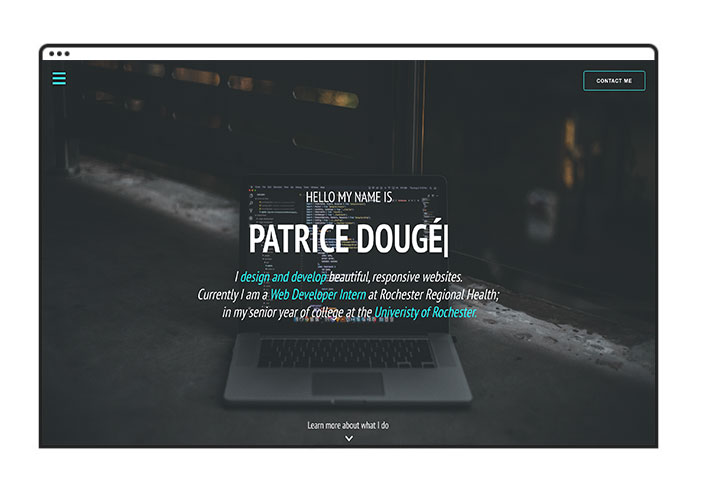 CONTACT ME
HELLO MY NAME IS
PATRICE DOUGÉ|
I design and develop beautiful, responsive websites.
Currently I am a Web Developer Intern at Rochester Regional Health;
in my senior year of college at the Univeristy of Rochester.
Learn more about what I do